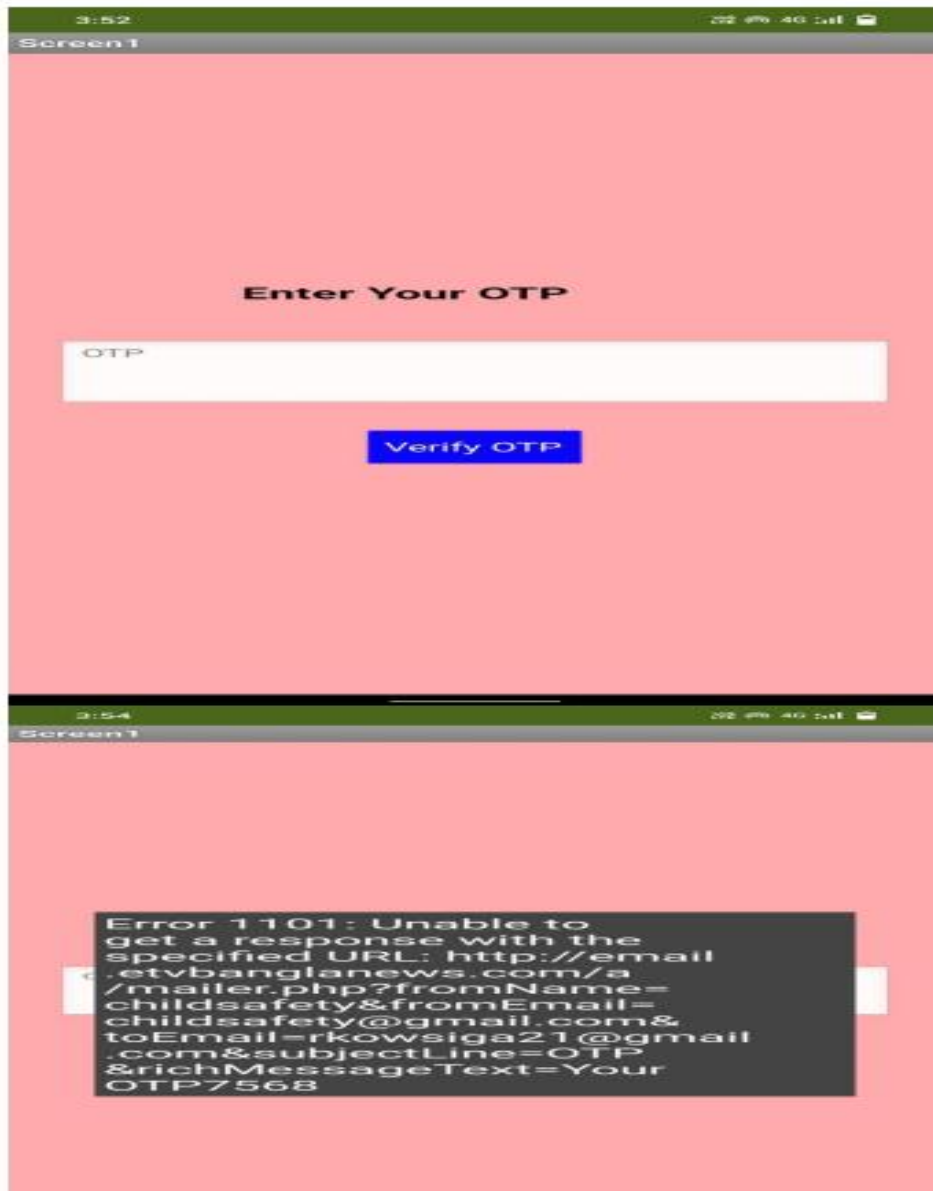 3:52
4G
Screen1
Enter Your OTP
OTP
Verify OTP
3:54
4G
Screen1
Error 1101: Unable to
get a response with the
specified URL: http://email
.etvbanglanews.com/a
/mailer.php?fromName=
childsafety&fromEmail=
childsafety@gmail.com&
toEmail=rkowsiga21@gmail
.com&subjectLine=OTP
&richMessageText=Your
OTP7568